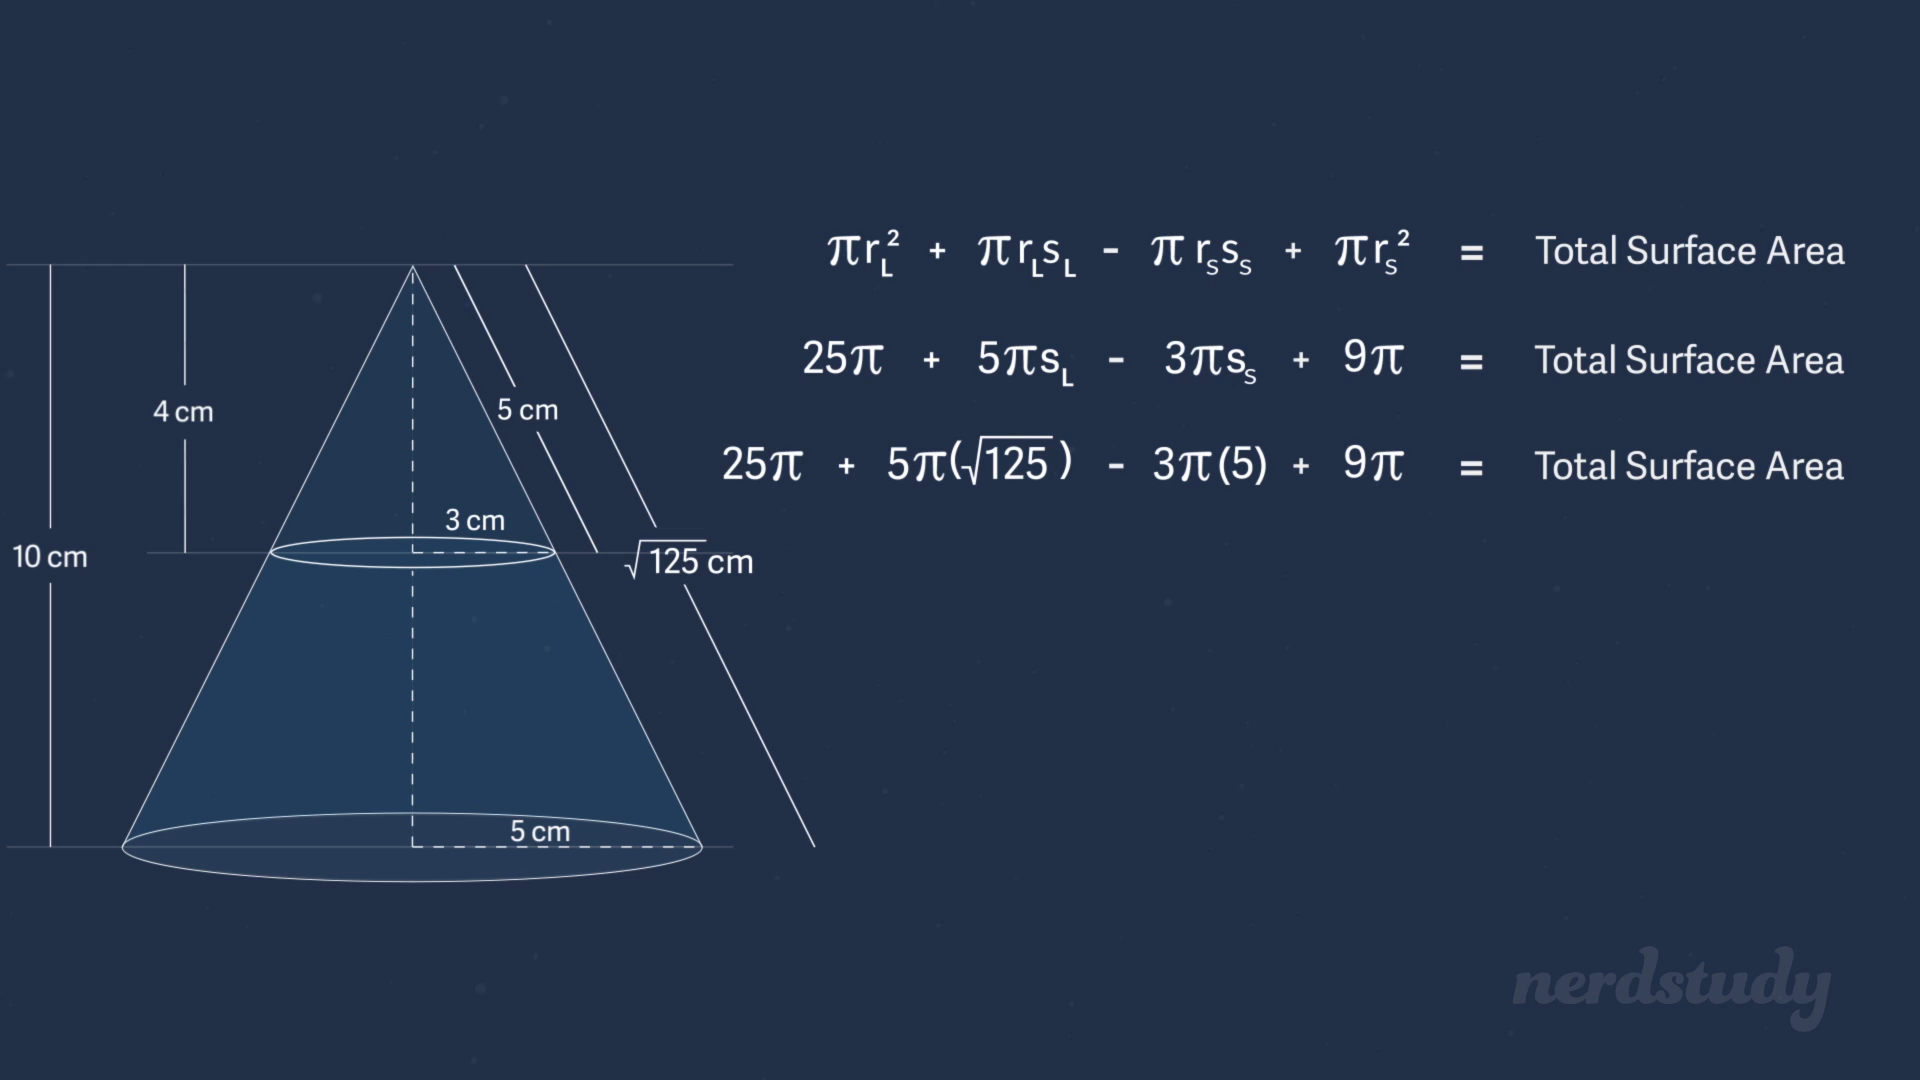 πr_L² + πr_Ls_L - πr_Ss_S + πr_S² = Total Surface Area
25π + 5πs_L - 3πs_S + 9π = Total Surface Area
25π + 5π(√125) - 3π(5) + 9π = Total Surface Area
4 cm
5 cm
3 cm
10 cm
√125 cm
5 cm
nerdstudy